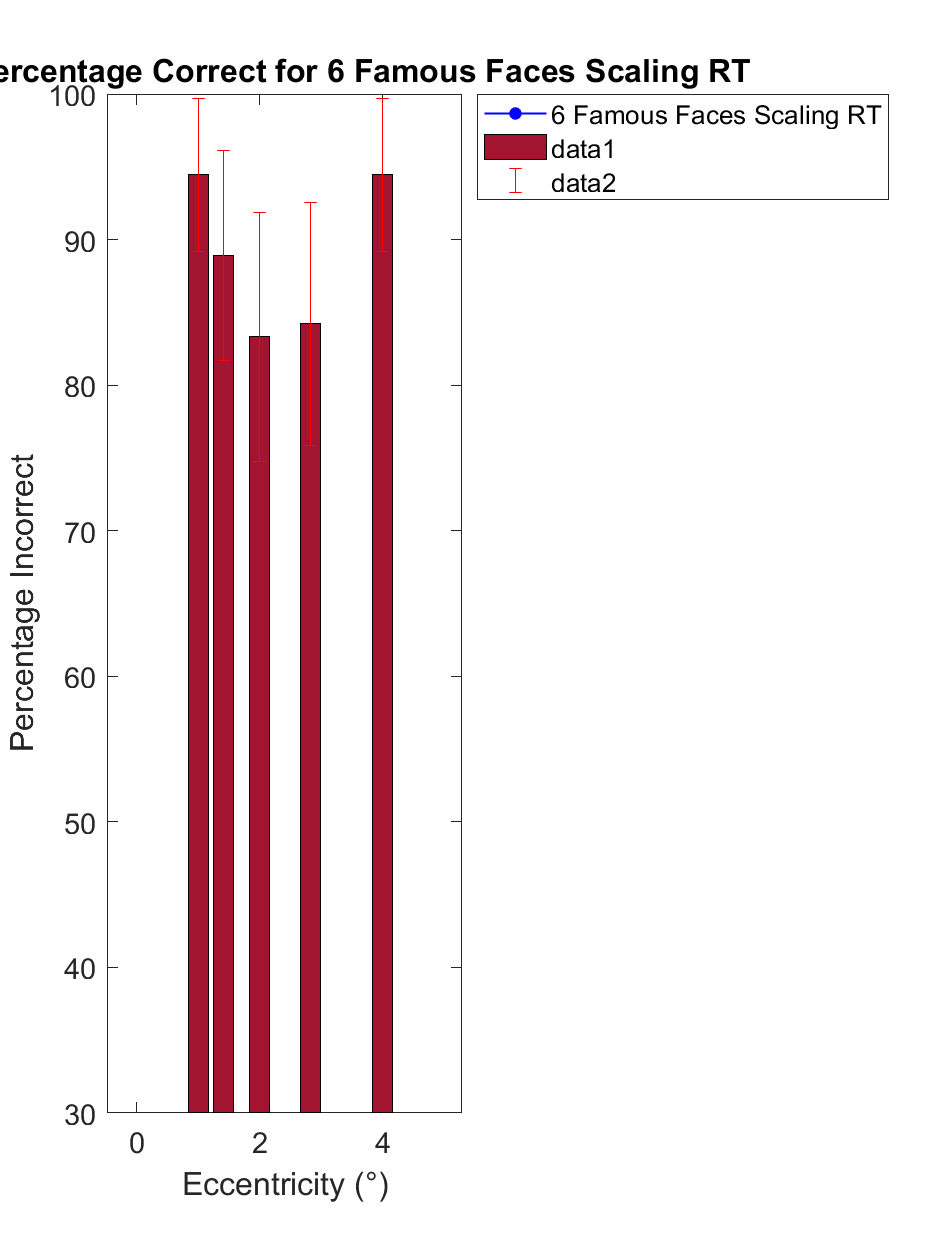 ercentage Correct for 6 Famous Faces Scaling RT
6 Famous Faces Scaling RT
data1
data2
100
90
80
70
60
50
40
30
Percentage Incorrect
0 2 4
Eccentricity (°)